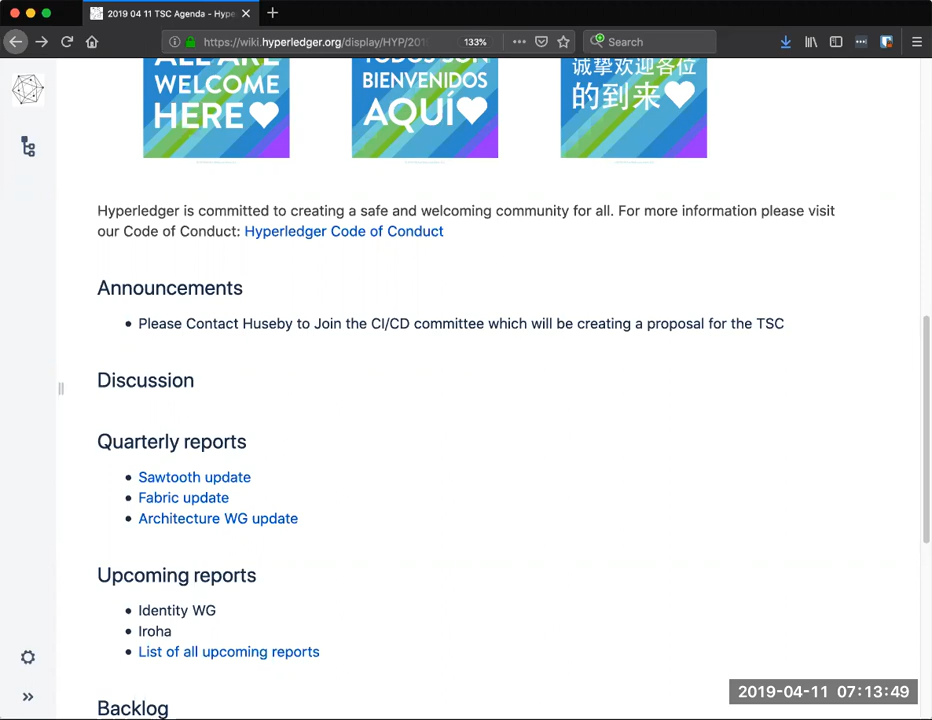 2019 04 11 TSC Agenda - Hype
https://wiki.hyperledger.org/display/HYP/201
133%
Search
ALL ARE
WELCOME
HERE
TODOS SON
BIENVENIDOS
AQUÍ
诚挚欢迎各位
的到来
Hyperledger is committed to creating a safe and welcoming community for all. For more information please visit
our Code of Conduct: Hyperledger Code of Conduct
Announcements
Please Contact Huseby to Join the CI/CD committee which will be creating a proposal for the TSC
Discussion
Quarterly reports
Sawtooth update
Fabric update
Architecture WG update
Upcoming reports
Identity WG
Iroha
List of all upcoming reports
2019-04-11 07:13:49
Backlog